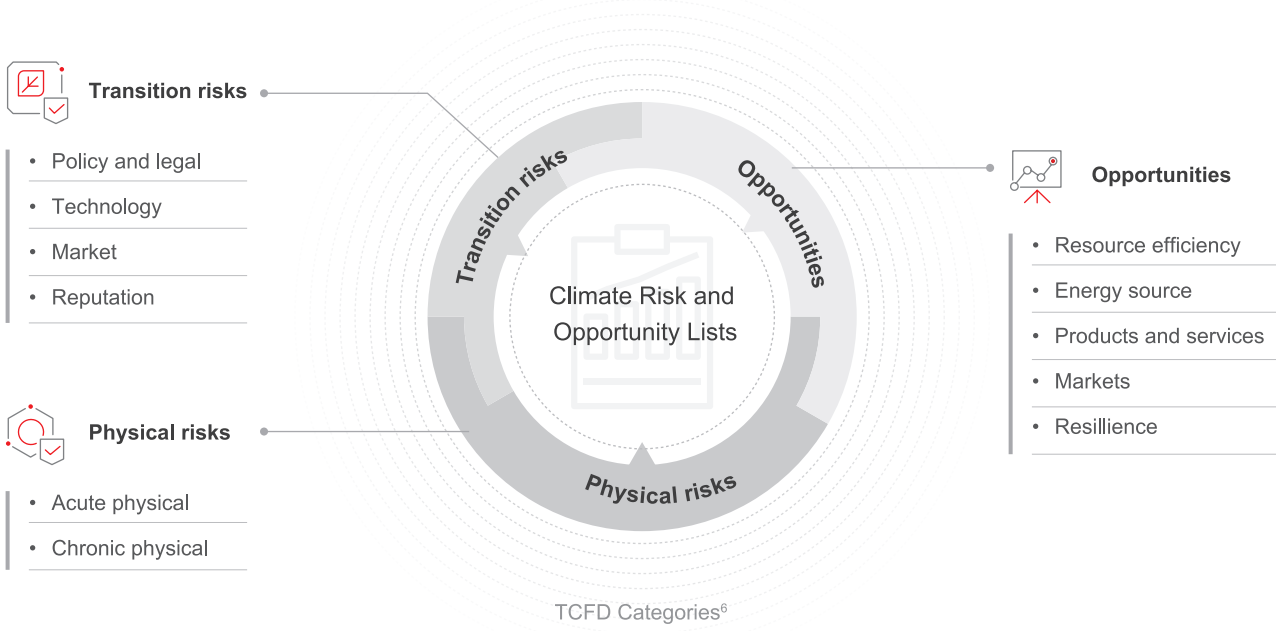 Transition risks
• Policy and legal
• Technology
• Market
• Reputation
Physical risks
• Acute physical
• Chronic physical
Transition risks
Opportunities
Physical risks
Climate Risk and
Opportunity Lists
Opportunities
• Resource efficiency
• Energy source
• Products and services
• Markets
• Resillience
TCFD Categories⁶